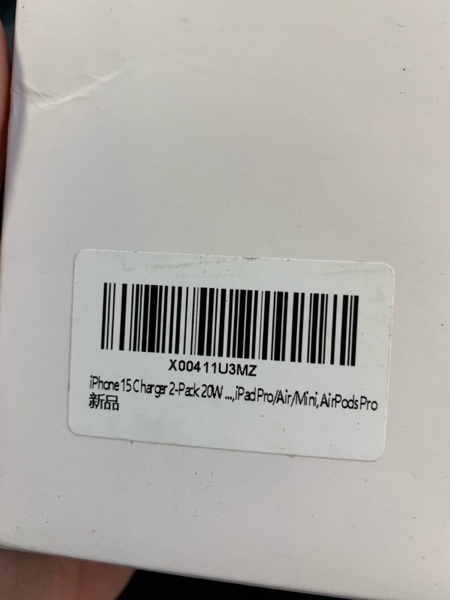 X00411U3MZ
iPhone 15 Charger 2-Pack 20W ...,iPad Pro/Air/Mini, AirPods Pro
新品